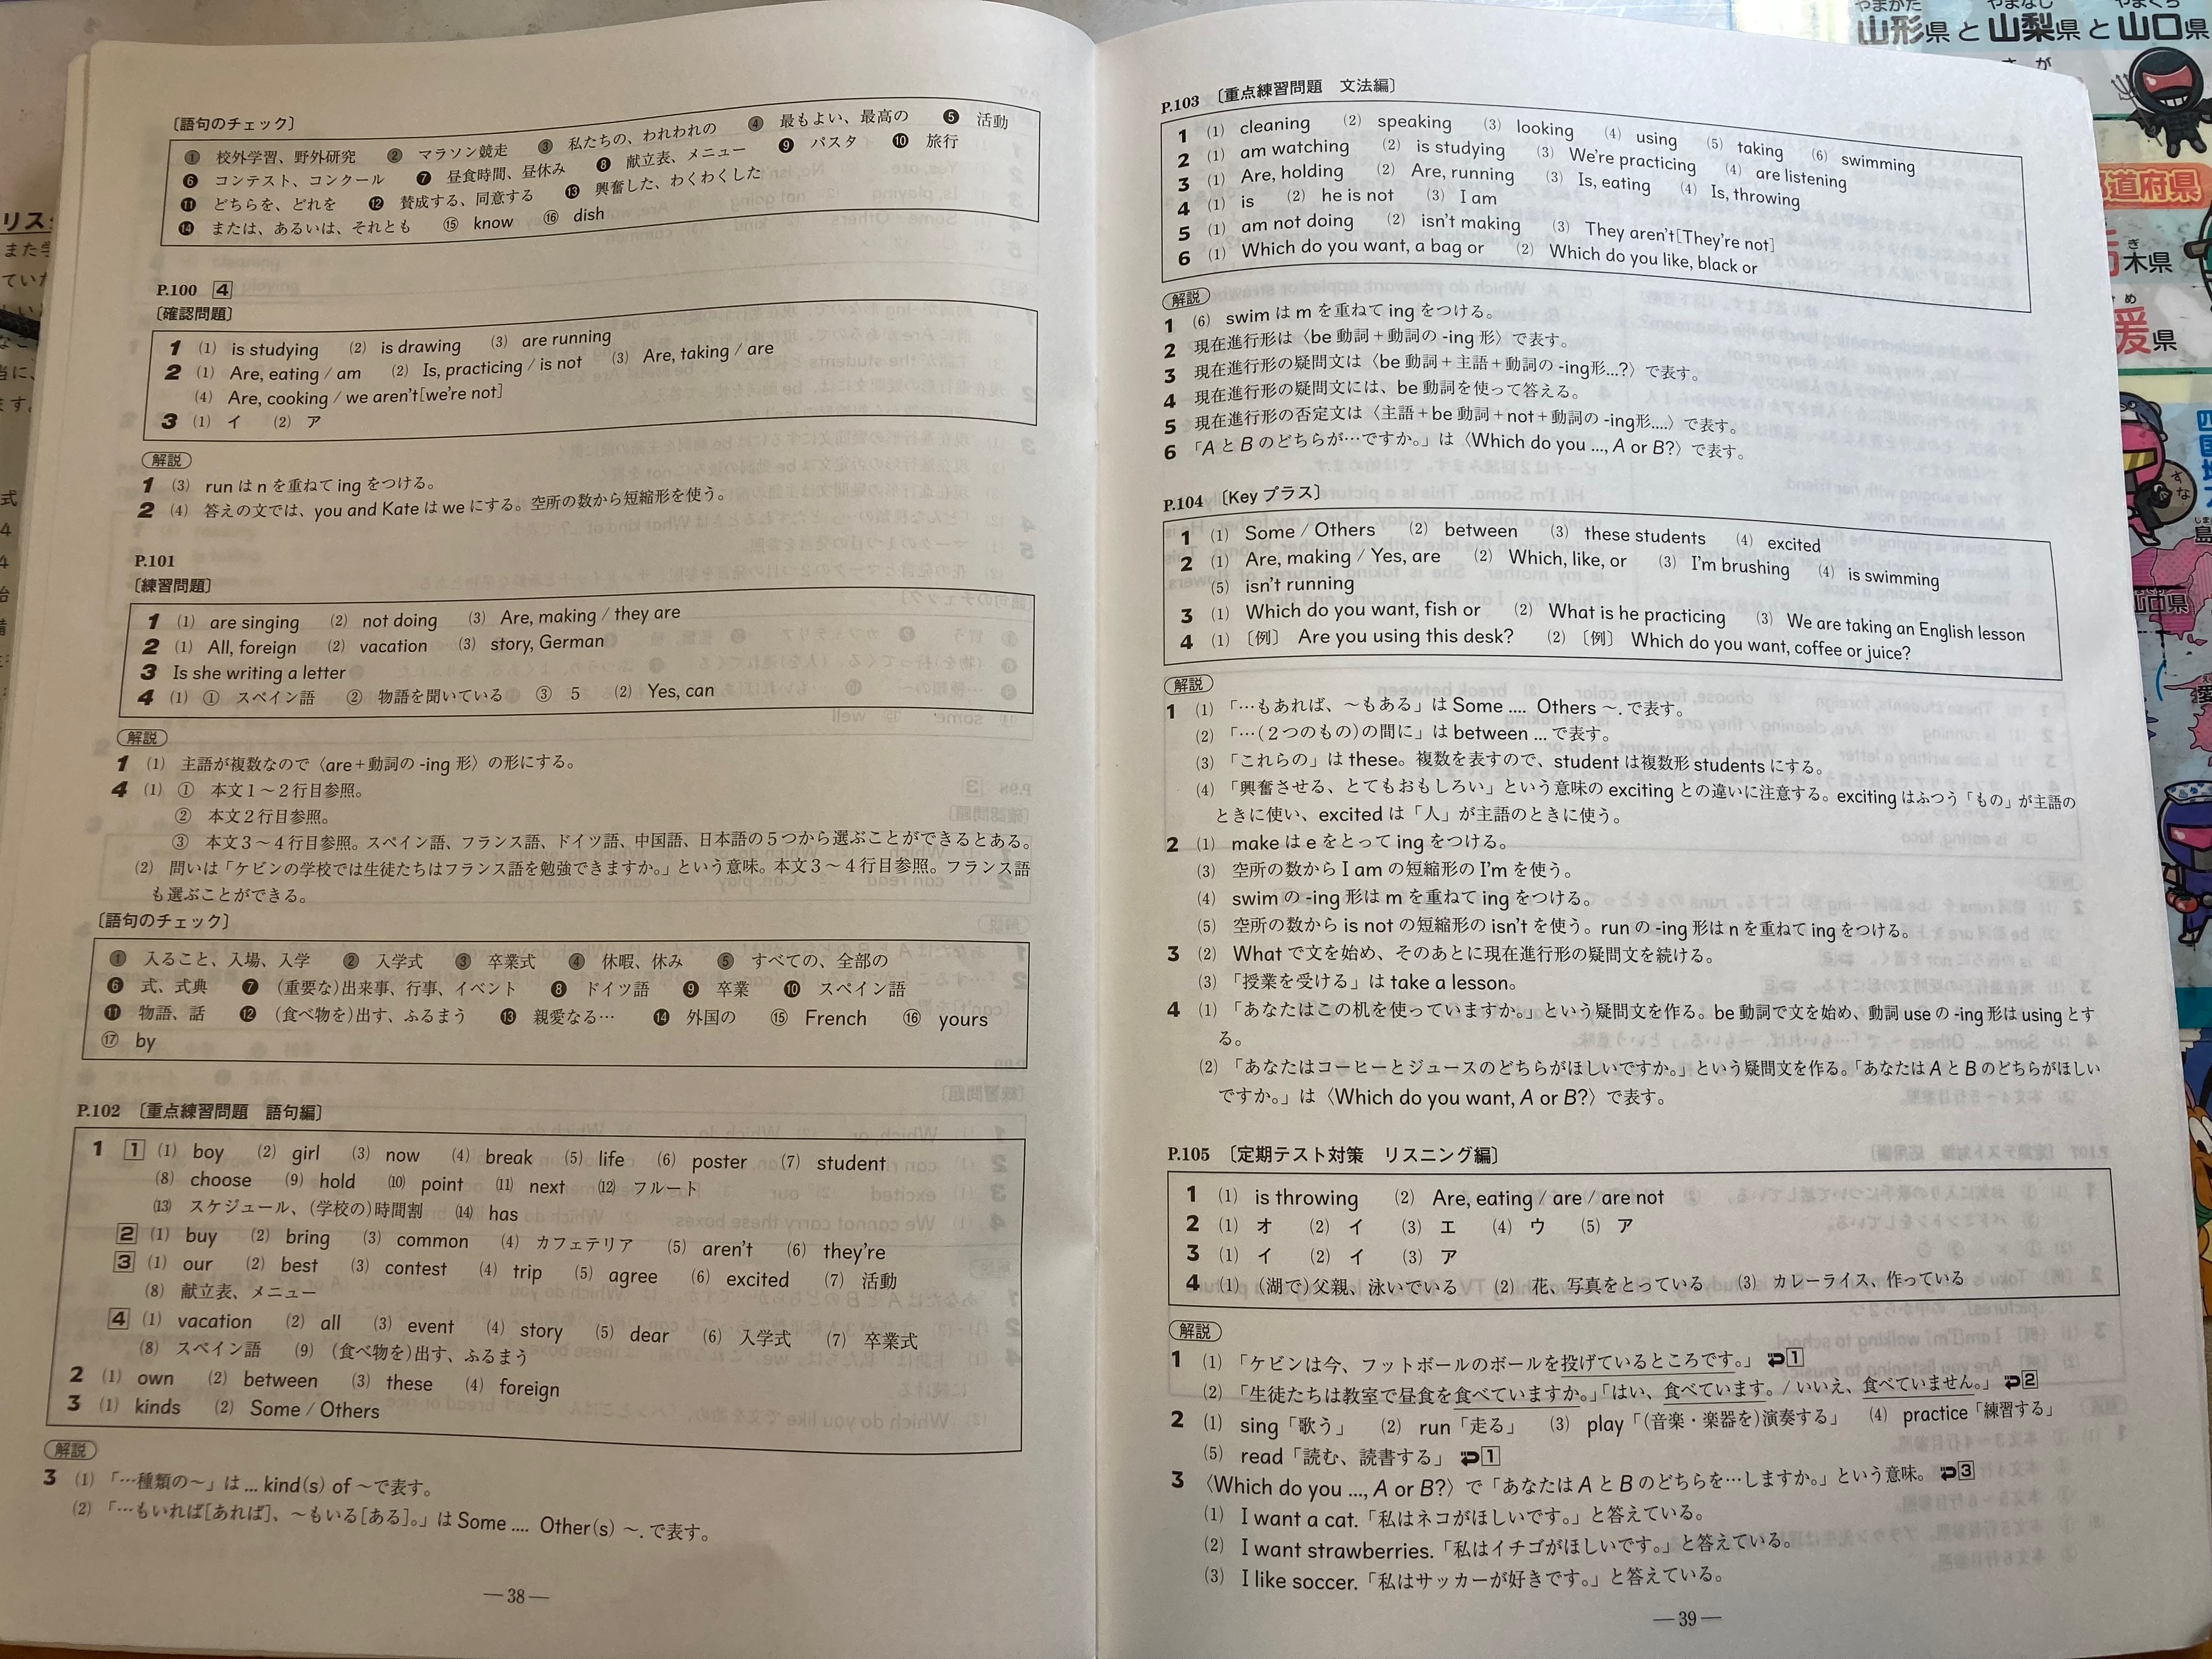 〔語句のチェック〕
❶ 校外学習、野外研究 ❷ マラソン競走 ❸ 私たちの、われわれの ❹ 最もよい、最高の ❺ 活動
❻ コンテスト、コンクール ❼ 昼食時間、昼休み ❽ 献立表、メニュー ❾ パスタ ❿ 旅行
⓫ どちらを、どれを ⓬ 賛成する、同意する ⓭ 興奮した、わくわくした
⓮ または、あるいは、それとも ⑮ know ⑯ dish
P.100 4
〔確認問題〕
1 (1) is studying (2) is drawing (3) are running
2 (1) Are, eating / am (2) Is, practicing / is not (3) Are, taking / are
(4) Are, cooking / we aren't[we're not]
3 (1) イ (2) ア
解説
1 (3) run は n を重ねて ing をつける。
2 (4) 答えの文では、you and Kate は we にする。空所の数から短縮形を使う。
P.101
〔練習問題〕
1 (1) are singing (2) not doing (3) Are, making / they are
2 (1) All, foreign (2) vacation (3) story, German
3 Is she writing a letter
4 (1) ① スペイン語 ② 物語を聞いている ③ 5 (2) Yes, can
解説
1 (1) 主語が複数なので〈are+動詞の -ing 形〉の形にする。
4 (1) ① 本文1～2行目参照。
② 本文2行目参照。
③ 本文3～4行目参照。スペイン語、フランス語、ドイツ語、中国語、日本語の5つから選ぶことができるとある。
(2) 問いは「ケビンの学校では生徒たちはフランス語を勉強できますか。」という意味。本文3～4行目参照。フランス語
も選ぶことができる。
〔語句のチェック〕
❶ 入ること、入場、入学 ❷ 入学式 ❸ 卒業式 ❹ 休暇、休み ❺ すべての、全部の
❻ 式、式典 ❼ (重要な)出来事、行事、イベント ❽ ドイツ語 ❾ 卒業 ❿ スペイン語
⓫ 物語、話 ⓬ (食べ物を)出す、ふるまう ⓭ 親愛なる… ⓮ 外国の ⑮ French ⑯ yours
⑰ by
P.102 〔重点練習問題 語句編〕
1 1 (1) boy (2) girl (3) now (4) break (5) life (6) poster (7) student
(8) choose (9) hold (10) point (11) next (12) フルート
(13) スケジュール、(学校の)時間割 (14) has
2 (1) buy (2) bring (3) common (4) カフェテリア (5) aren't (6) they're
3 (1) our (2) best (3) contest (4) trip (5) agree (6) excited (7) 活動
(8) 献立表、メニュー
4 (1) vacation (2) all (3) event (4) story (5) dear (6) 入学式 (7) 卒業式
(8) スペイン語 (9) (食べ物を)出す、ふるまう
2 (1) own (2) between (3) these (4) foreign
3 (1) kinds (2) Some / Others
解説
3 (1) 「…種類の～」は ... kind(s) of ～で表す。
(2) 「…もいれば[あれば]、～もいる[ある]。」は Some .... Other(s) ～. で表す。
―38―
P.103 〔重点練習問題 文法編〕
1 (1) cleaning (2) speaking (3) looking (4) using (5) taking (6) swimming
2 (1) am watching (2) is studying (3) We're practicing (4) are listening
3 (1) Are, holding (2) Are, running (3) Is, eating (4) Is, throwing
4 (1) is (2) he is not (3) I am
5 (1) am not doing (2) isn't making (3) They aren't[They're not]
6 (1) Which do you want, a bag or (2) Which do you like, black or
解説
1 (6) swim は m を重ねて ing をつける。
2 現在進行形は〈be 動詞+動詞の -ing 形〉で表す。
3 現在進行形の疑問文は〈be 動詞+主語+動詞の -ing形...?〉で表す。
4 現在進行形の疑問文には、be 動詞を使って答える。
5 現在進行形の否定文は〈主語+be 動詞+not+動詞の -ing形....〉で表す。
6 「A と B のどちらが…ですか。」は〈Which do you ..., A or B?〉で表す。
P.104 〔Key プラス〕
1 (1) Some / Others (2) between (3) these students (4) excited
2 (1) Are, making / Yes, are (2) Which, like, or (3) I'm brushing (4) is swimming
(5) isn't running
3 (1) Which do you want, fish or (2) What is he practicing (3) We are taking an English lesson
4 (1) 〔例〕 Are you using this desk? (2) 〔例〕 Which do you want, coffee or juice?
解説
1 (1) 「…もあれば、～もある」は Some .... Others ～. で表す。
(2) 「…(2つのもの)の間に」は between ... で表す。
(3) 「これらの」は these。複数を表すので、student は複数形 students にする。
(4) 「興奮させる、とてもおもしろい」という意味の exciting との違いに注意する。exciting はふつう「もの」が主語の
ときに使い、excited は「人」が主語のときに使う。
2 (1) make は e をとって ing をつける。
(3) 空所の数から I am の短縮形の I'm を使う。
(4) swim の -ing 形は m を重ねて ing をつける。
(5) 空所の数から is not の短縮形の isn't を使う。run の -ing 形は n を重ねて ing をつける。
3 (2) What で文を始め、そのあとに現在進行形の疑問文を続ける。
(3) 「授業を受ける」は take a lesson。
4 (1) 「あなたはこの机を使っていますか。」という疑問文を作る。be 動詞で文を始め、動詞 use の -ing 形は using とす
る。
(2) 「あなたはコーヒーとジュースのどちらがほしいですか。」という疑問文を作る。「あなたは A と B のどちらがほしい
ですか。」は〈Which do you want, A or B?〉で表す。
P.105 〔定期テスト対策 リスニング編〕
1 (1) is throwing (2) Are, eating / are / are not
2 (1) オ (2) イ (3) エ (4) ウ (5) ア
3 (1) イ (2) イ (3) ア
4 (1) (湖で)父親、泳いでいる (2) 花、写真をとっている (3) カレーライス、作っている
解説
1 (1) 「ケビンは今、フットボールのボールを投げているところです。」 ➲1
(2) 「生徒たちは教室で昼食を食べていますか。」「はい、食べています。/ いいえ、食べていません。」 ➲2
2 (1) sing「歌う」 (2) run「走る」 (3) play「(音楽・楽器を)演奏する」 (4) practice「練習する」
(5) read「読む、読書する」 ➲1
3 〈Which do you ..., A or B?〉で「あなたは A と B のどちらを…しますか。」という意味。 ➲3
(1) I want a cat.「私はネコがほしいです。」と答えている。
(2) I want strawberries.「私はイチゴがほしいです。」と答えている。
(3) I like soccer.「私はサッカーが好きです。」と答えている。
―39―
やまがた やまなし やまぐち
山形県と山梨県と山口県
道府県
木県
媛県
山口県